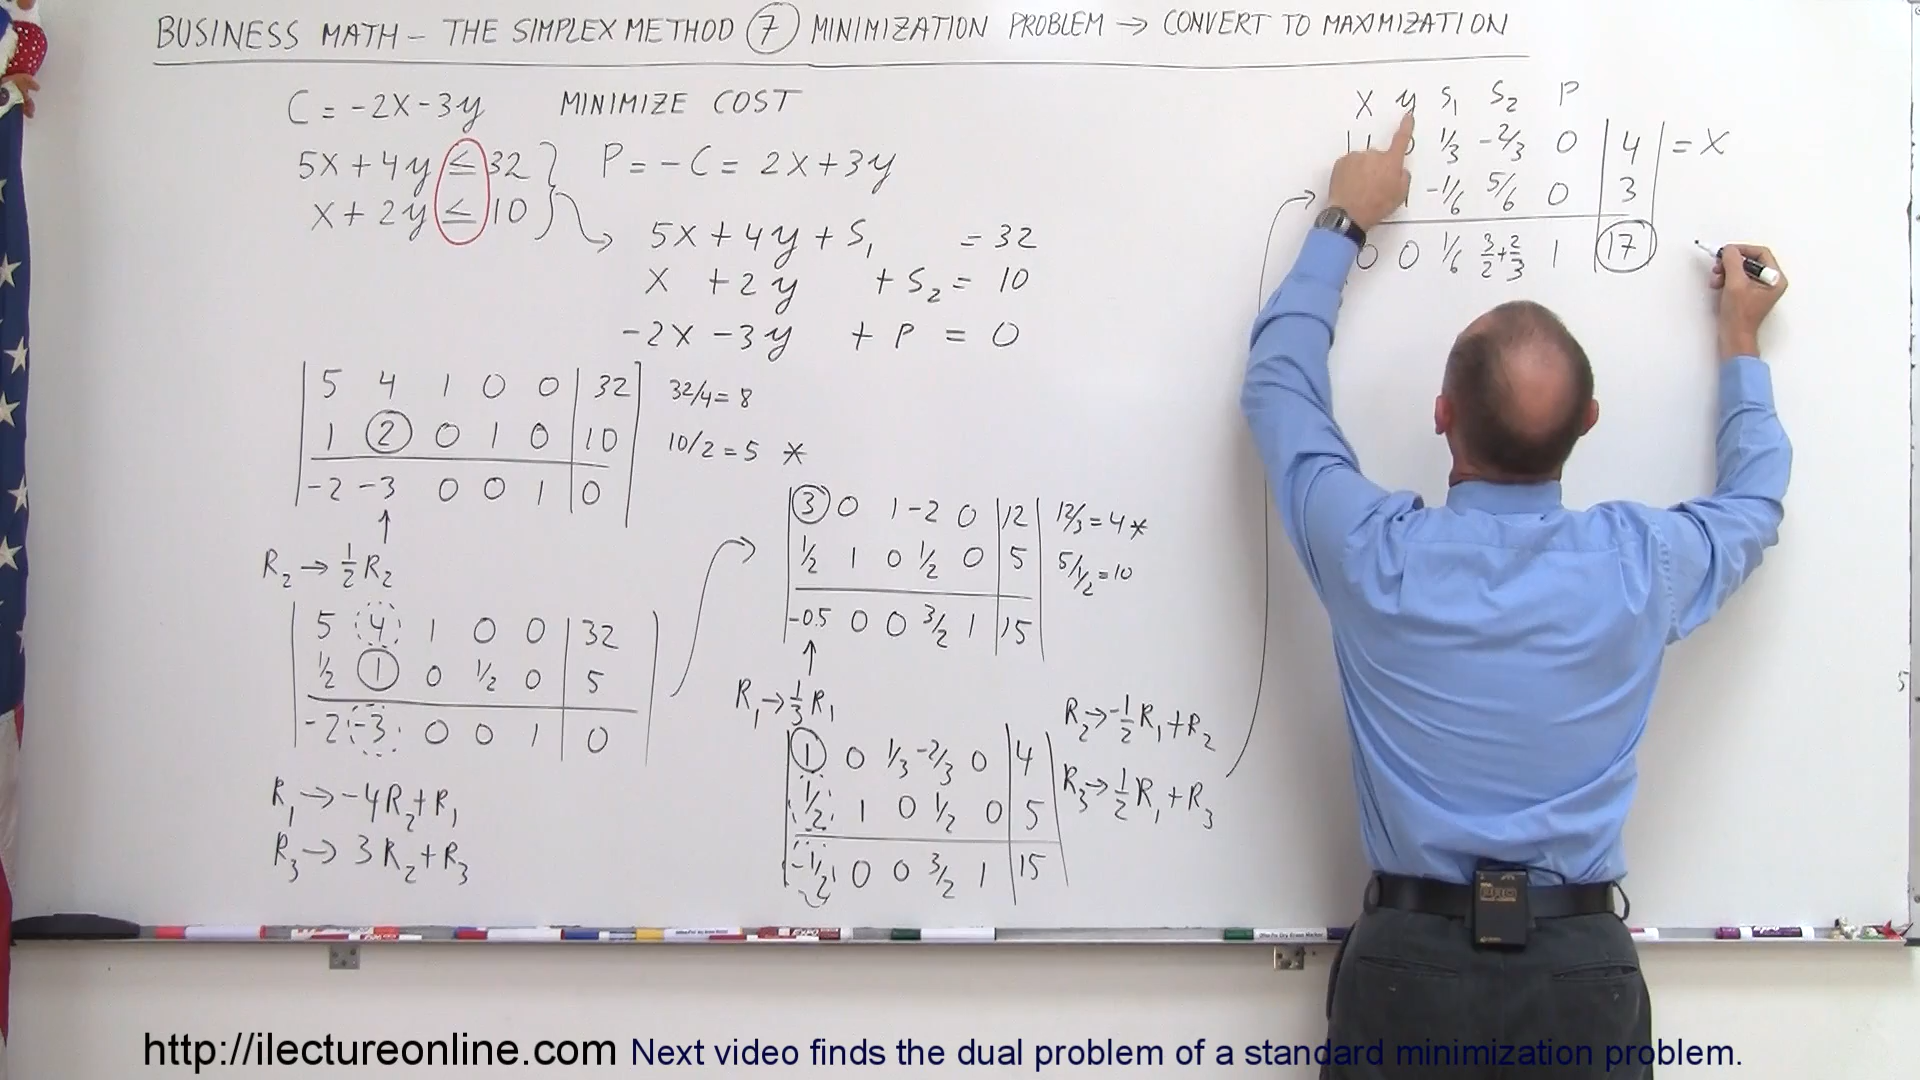 BUSINESS MATH – THE SIMPLEX METHOD ⑦ MINIMIZATION PROBLEM → CONVERT TO MAXIMIZATION
C = -2X-3y MINIMIZE COST
5X + 4y ≤ 32
X + 2y ≤ 10
P = -C = 2X+3y
5X + 4y + S₁ = 32
X + 2y + S₂ = 10
-2X -3y + P = 0
5 4 1 0 0 | 32 32/4 = 8
1 ② 0 1 0 | 10 10/2 = 5 *
-2 -3 0 0 1 | 0
↑
R₂ → 1/2 R₂
5 4 1 0 0 | 32
1/2 ① 0 1/2 0 | 5
-2 -3 0 0 1 | 0
R₁ → -4R₂+R₁
R₃ → 3R₂+R₃
③ 0 1 -2 0 | 12 12/3 = 4 *
1/2 1 0 1/2 0 | 5 5/1/2 = 10
-0.5 0 0 3/2 1 | 15
↑
R₁ → 1/3 R₁
① 0 1/3 -2/3 0 | 4
1/2 1 0 1/2 0 | 5
-1/2 0 0 3/2 1 | 15
R₂ → -1/2 R₁ + R₂
R₃ → 1/2 R₁ + R₃
X y S₁ S₂ P
1/3 -2/3 0 | 4 | = X
-1/6 5/6 0 | 3
0 0 1/6 3/2+2/3 1 | 17
5
http://ilectureonline.com Next video finds the dual problem of a standard minimization problem.